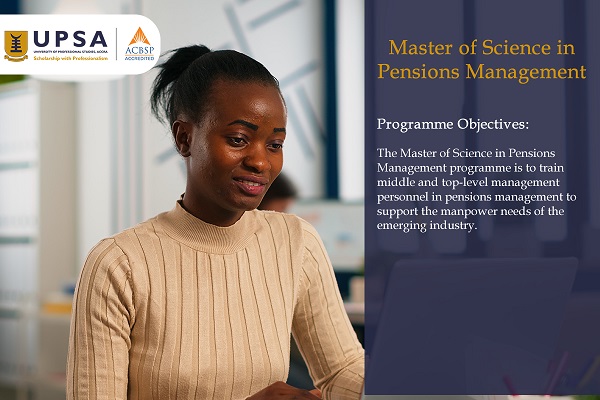 UPSA
UNIVERSITY OF PROFESSIONAL STUDIES, ACCRA
Scholarship with Professionalism
ACBSP
ACCREDITED
Master of Science in
Pensions Management
Programme Objectives:
The Master of Science in Pensions
Management programme is to train
middle and top-level management
personnel in pensions management to
support the manpower needs of the
emerging industry.